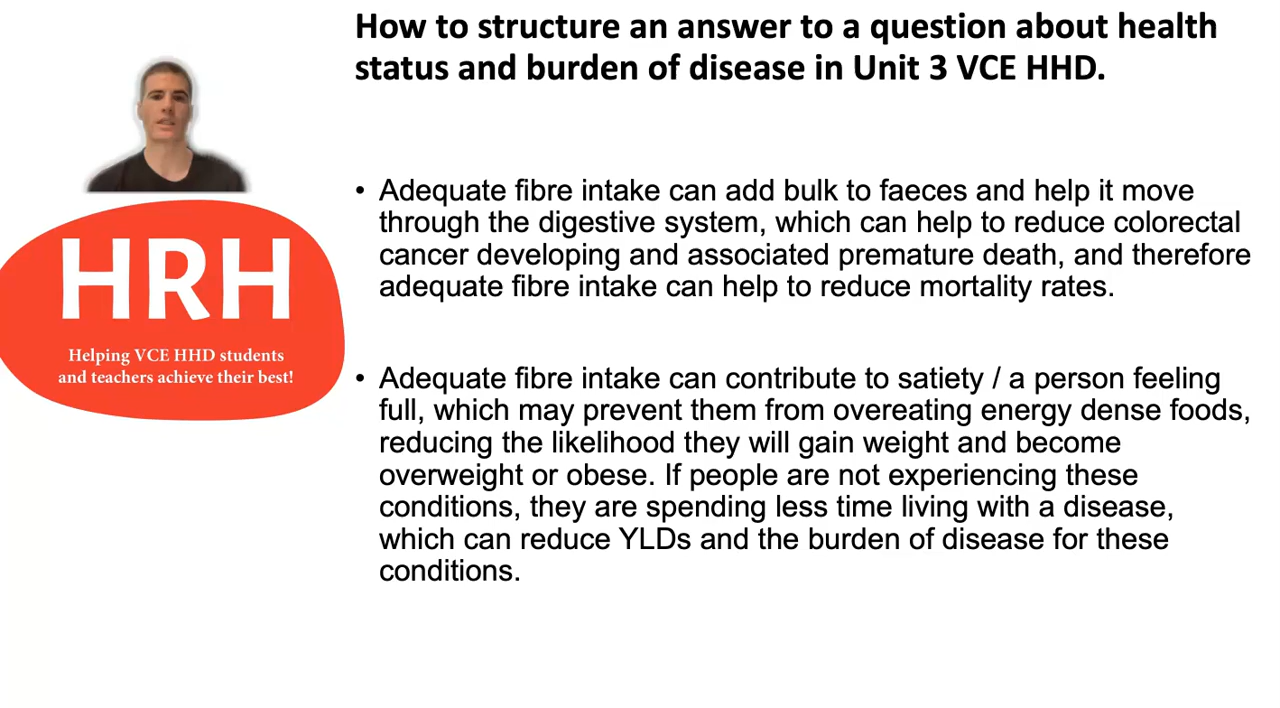 How to structure an answer to a question about health
status and burden of disease in Unit 3 VCE HHD.
HRH
Helping VCE HHD students
and teachers achieve their best!
• Adequate fibre intake can add bulk to faeces and help it move
through the digestive system, which can help to reduce colorectal
cancer developing and associated premature death, and therefore
adequate fibre intake can help to reduce mortality rates.
• Adequate fibre intake can contribute to satiety / a person feeling
full, which may prevent them from overeating energy dense foods,
reducing the likelihood they will gain weight and become
overweight or obese. If people are not experiencing these
conditions, they are spending less time living with a disease,
which can reduce YLDs and the burden of disease for these
conditions.